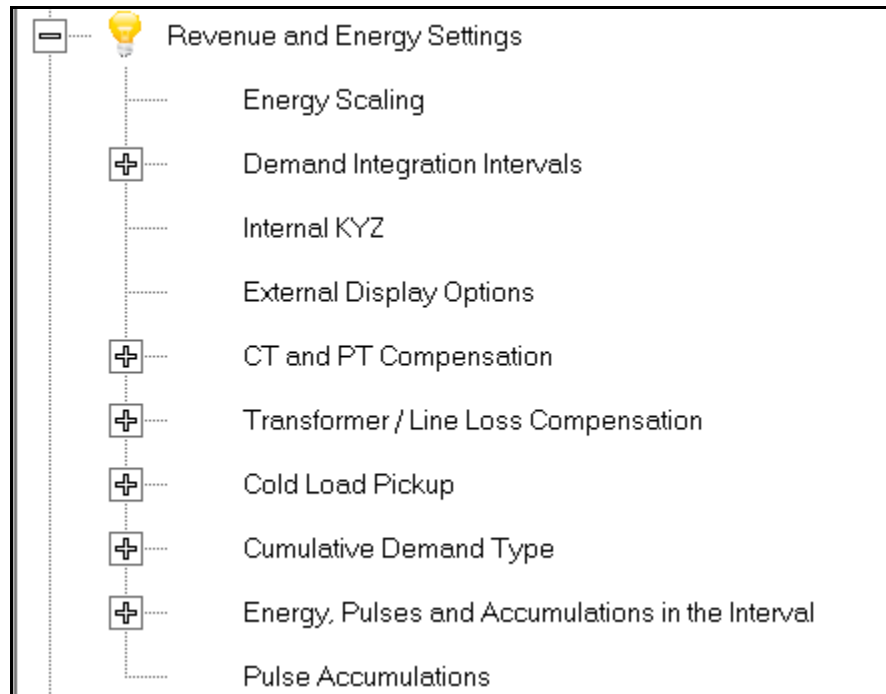 Revenue and Energy Settings
Energy Scaling
Demand Integration Intervals
Internal KYZ
External Display Options
CT and PT Compensation
Transformer / Line Loss Compensation
Cold Load Pickup
Cumulative Demand Type
Energy, Pulses and Accumulations in the Interval
Pulse Accumulations